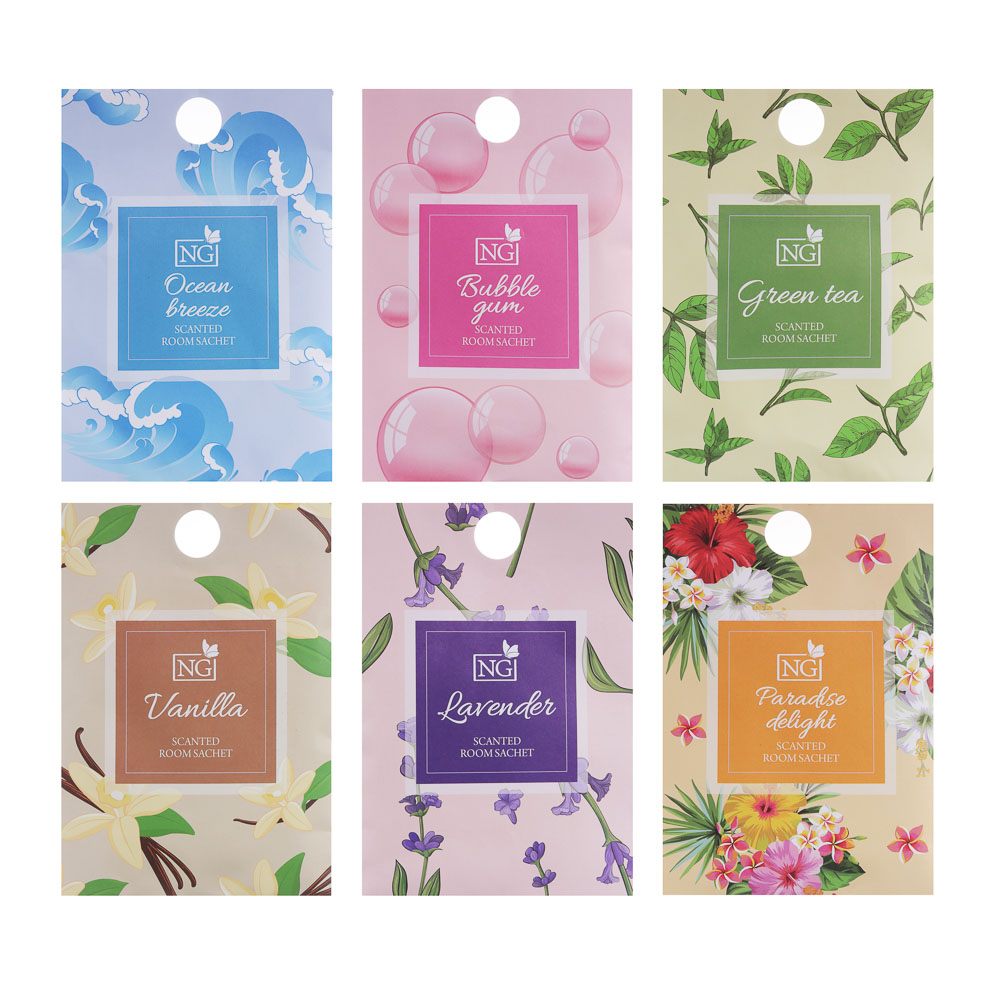 NG
Ocean
breeze
SCANTED
ROOM SACHET
NG
Bubble
gum
SCANTED
ROOM SACHET
NG
Green tea
SCANTED
ROOM SACHET
NG
Vanilla
SCANTED
ROOM SACHET
NG
Lavender
SCANTED
ROOM SACHET
NG
Paradise
delight
SCANTED
ROOM SACHET